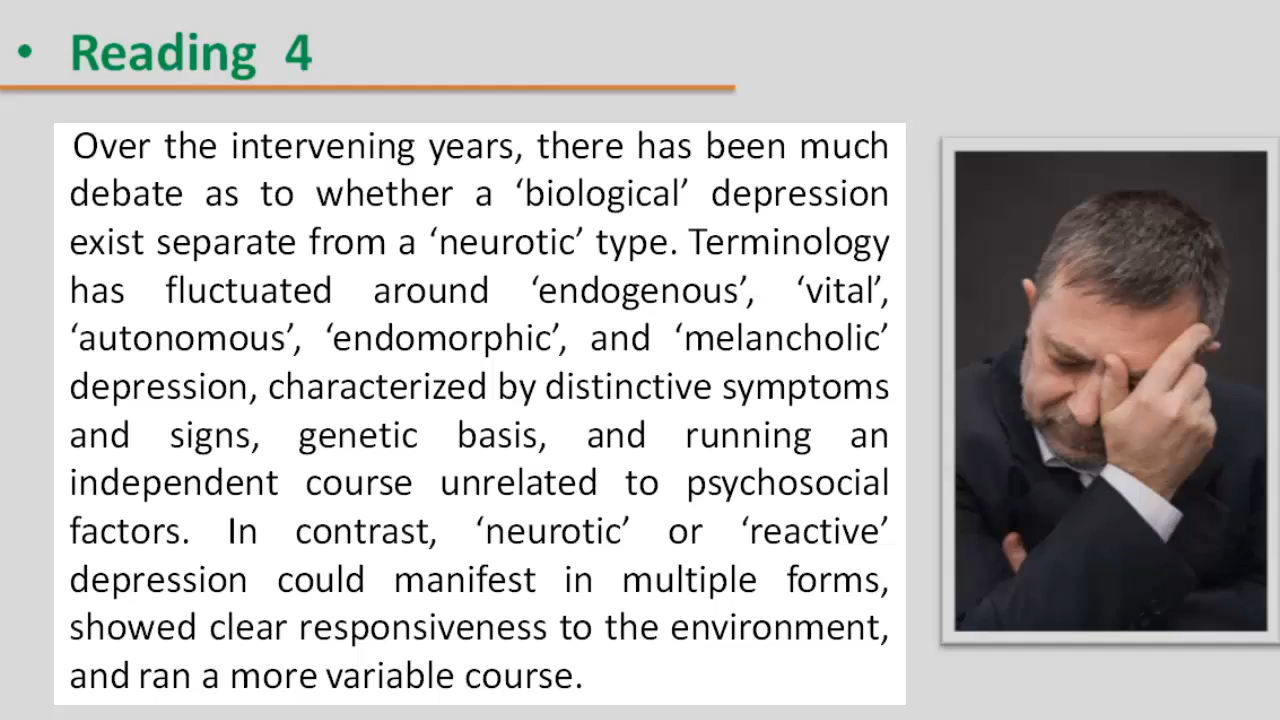 • Reading 4
Over the intervening years, there has been much
debate as to whether a ‘biological’ depression
exist separate from a ‘neurotic’ type. Terminology
has fluctuated around ‘endogenous’, ‘vital’,
‘autonomous’, ‘endomorphic’, and ‘melancholic’
depression, characterized by distinctive symptoms
and signs, genetic basis, and running an
independent course unrelated to psychosocial
factors. In contrast, ‘neurotic’ or ‘reactive’
depression could manifest in multiple forms,
showed clear responsiveness to the environment,
and ran a more variable course.